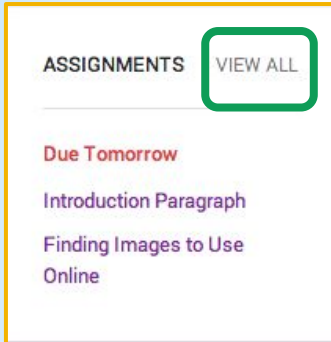 ASSIGNMENTS VIEW ALL
Due Tomorrow
Introduction Paragraph
Finding Images to Use
Online